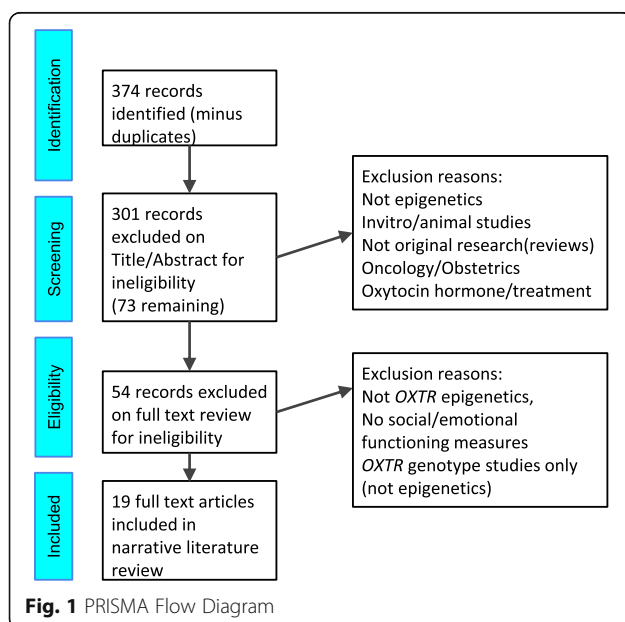 Identification
374 records
identified (minus
duplicates)
Screening
301 records
excluded on
Title/Abstract for
ineligibility
(73 remaining)
Exclusion reasons:
Not epigenetics
Invitro/animal studies
Not original research(reviews)
Oncology/Obstetrics
Oxytocin hormone/treatment
Eligibility
54 records excluded
on full text review
for ineligibility
Exclusion reasons:
Not OXTR epigenetics,
No social/emotional
functioning measures
OXTR genotype studies only
(not epigenetics)
Included
19 full text articles
included in
narrative literature
review
Fig. 1 PRISMA Flow Diagram